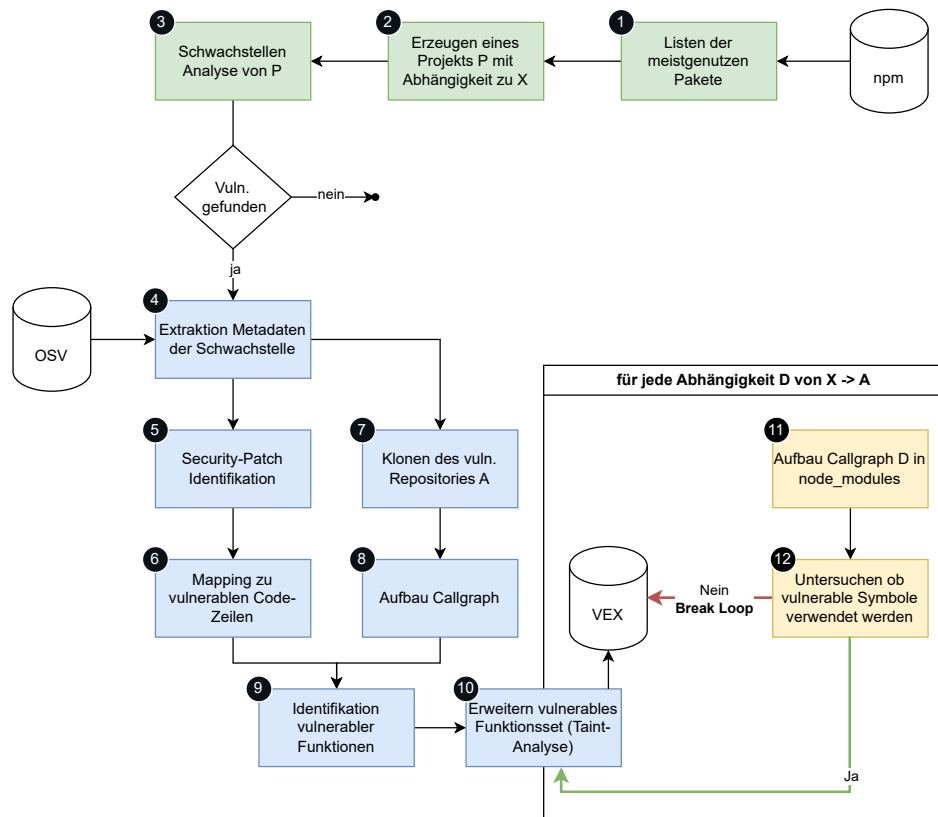 3
Schwachstellen
Analyse von P
2
Erzeugen eines
Projekts P mit
Abhängigkeit zu X
1
Listen der
meistgenutzen
Pakete
npm
Vuln.
gefunden
nein
ja
OSV
4
Extraktion Metadaten
der Schwachstelle
5
Security-Patch
Identifikation
7
Klonen des vuln.
Repositories A
6
Mapping zu
vulnerablen Code-
Zeilen
8
Aufbau Callgraph
9
Identifikation
vulnerabler
Funktionen
10
Erweitern vulnerables
Funktionsset (Taint-
Analyse)
für jede Abhängigkeit D von X -> A
11
Aufbau Callgraph D in
node_modules
12
Untersuchen ob
vulnerable Symbole
verwendet werden
Nein
Break Loop
VEX
Ja